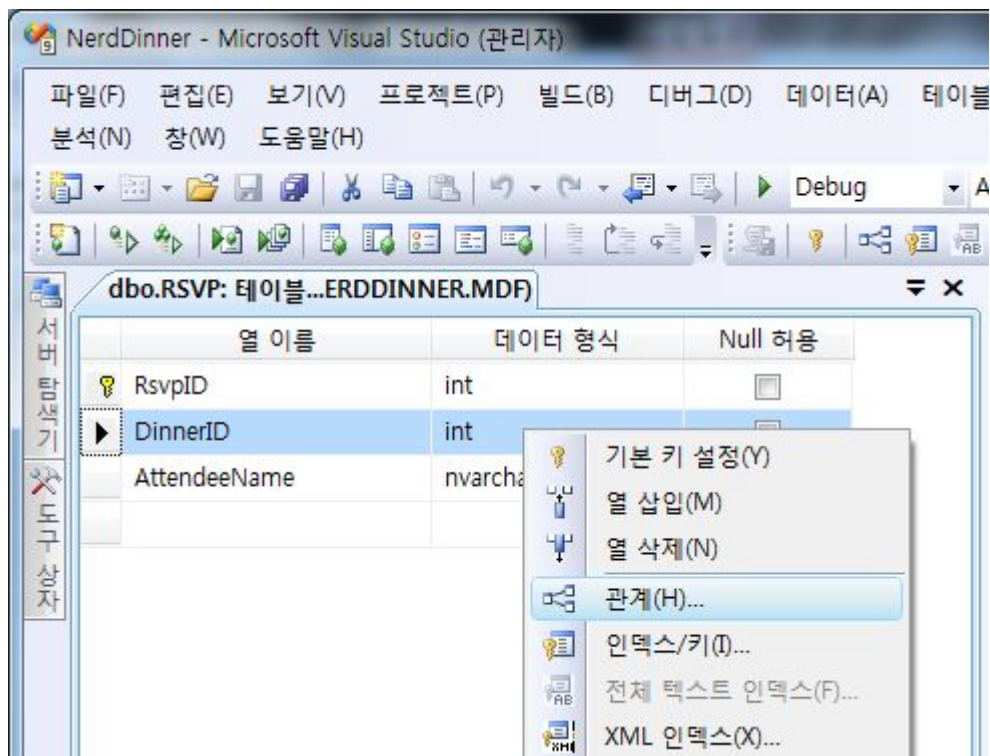 NerdDinner - Microsoft Visual Studio (관리자)
파일(F) 편집(E) 보기(V) 프로젝트(P) 빌드(B) 디버그(D) 데이터(A) 테이블
분석(N) 창(W) 도움말(H)
Debug A
dbo.RSVP: 테이블...ERDDINNER.MDF)
서버 탐색기
도구 상자
열 이름 데이터 형식 Null 허용
RsvpID int
DinnerID int
AttendeeName nvarcha
기본 키 설정(Y)
열 삽입(M)
열 삭제(N)
관계(H)...
인덱스/키(I)...
전체 텍스트 인덱스(F)...
XML 인덱스(X)...